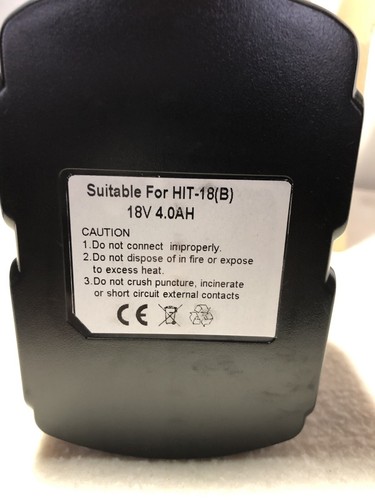 Suitable For HIT-18(B)
18V 4.0AH
CAUTION
1.Do not connect improperly.
2.Do not dispose of in fire or expose
to excess heat.
3.Do not crush puncture, incinerate
or short circuit external contacts
CE